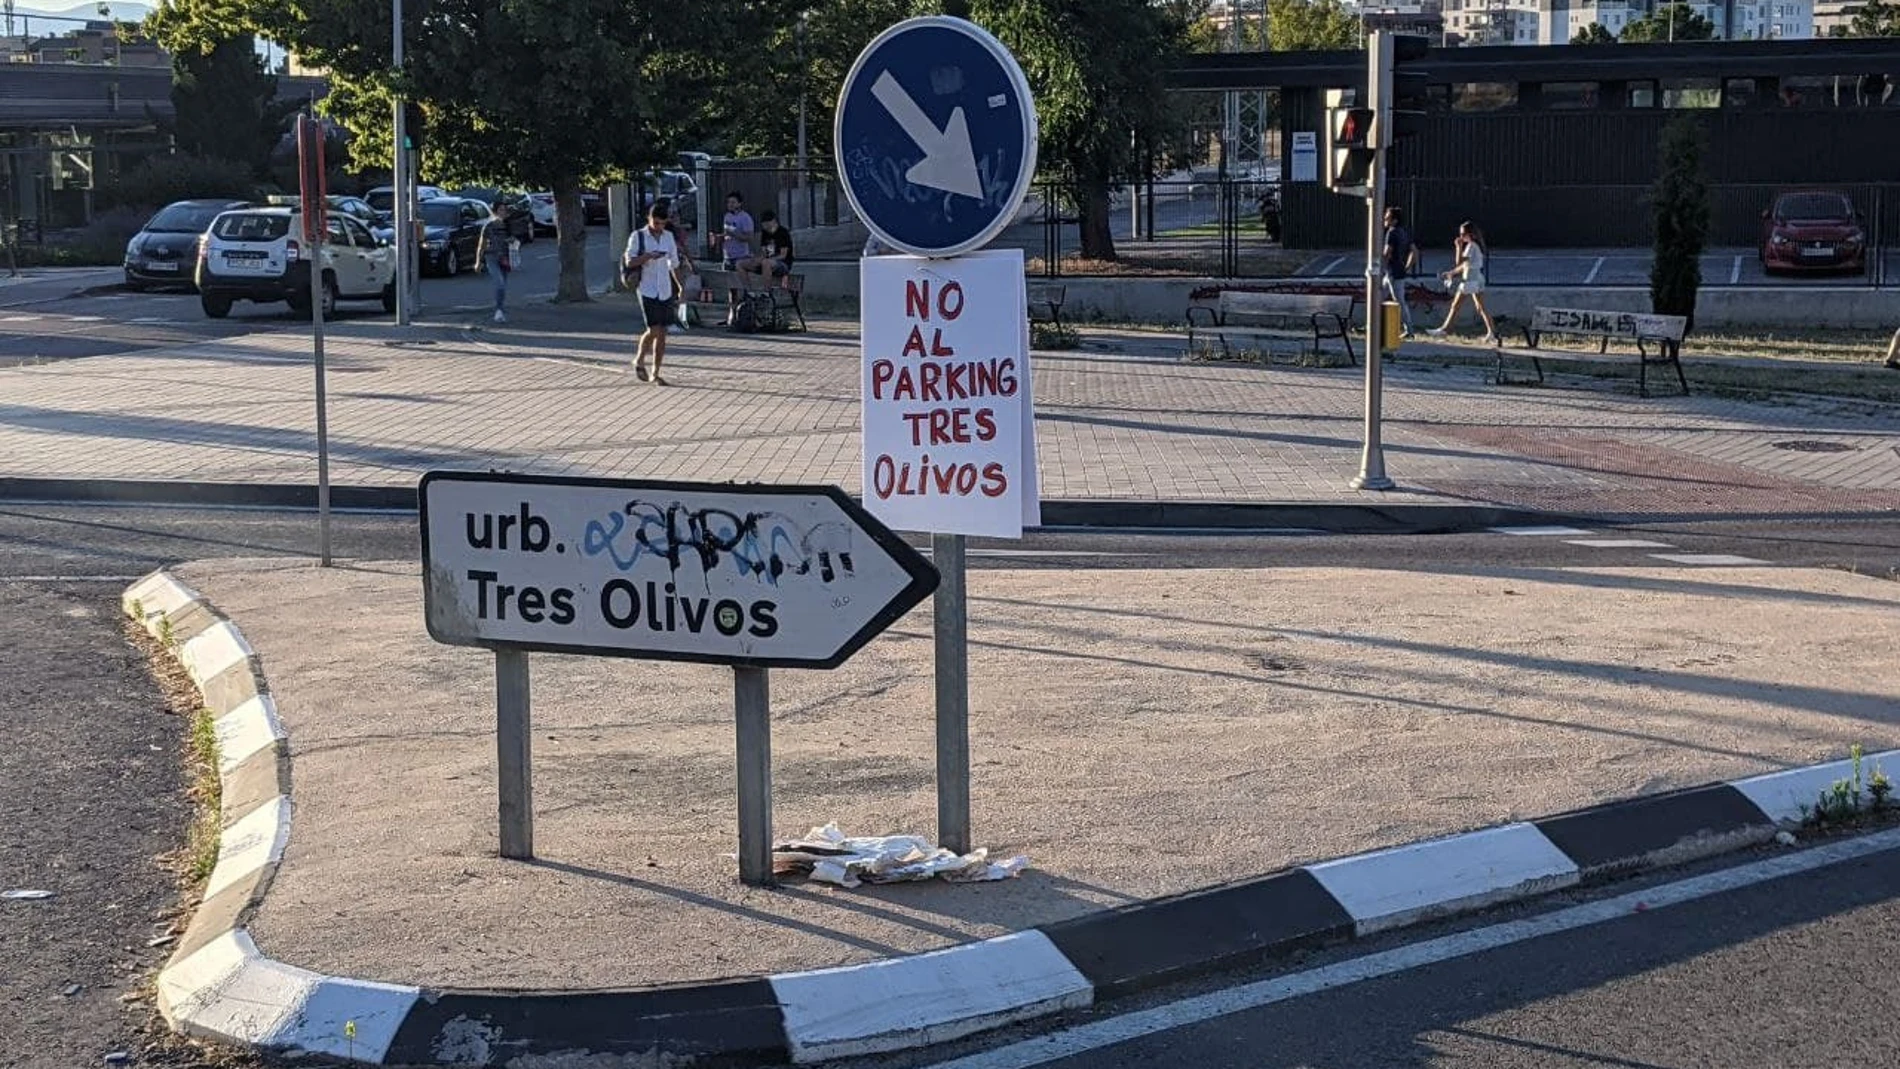 NO
AL
PARKING
TRES
OLiVOS
urb.
Tres Olivos